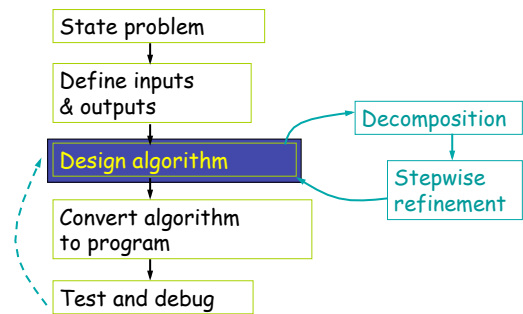 State problem
Define inputs
& outputs
Design algorithm
Convert algorithm
to program
Test and debug
Decomposition
Stepwise
refinement